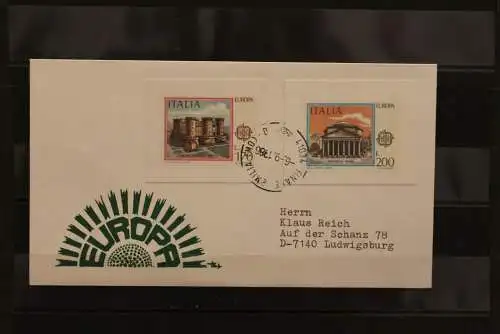 ITALIA
EUROPA
ITALIA
EUROPA
L. 200
EUROPA
Herrn
Klaus Reich
Auf der Schanz 78
D-7140 Ludwigsburg